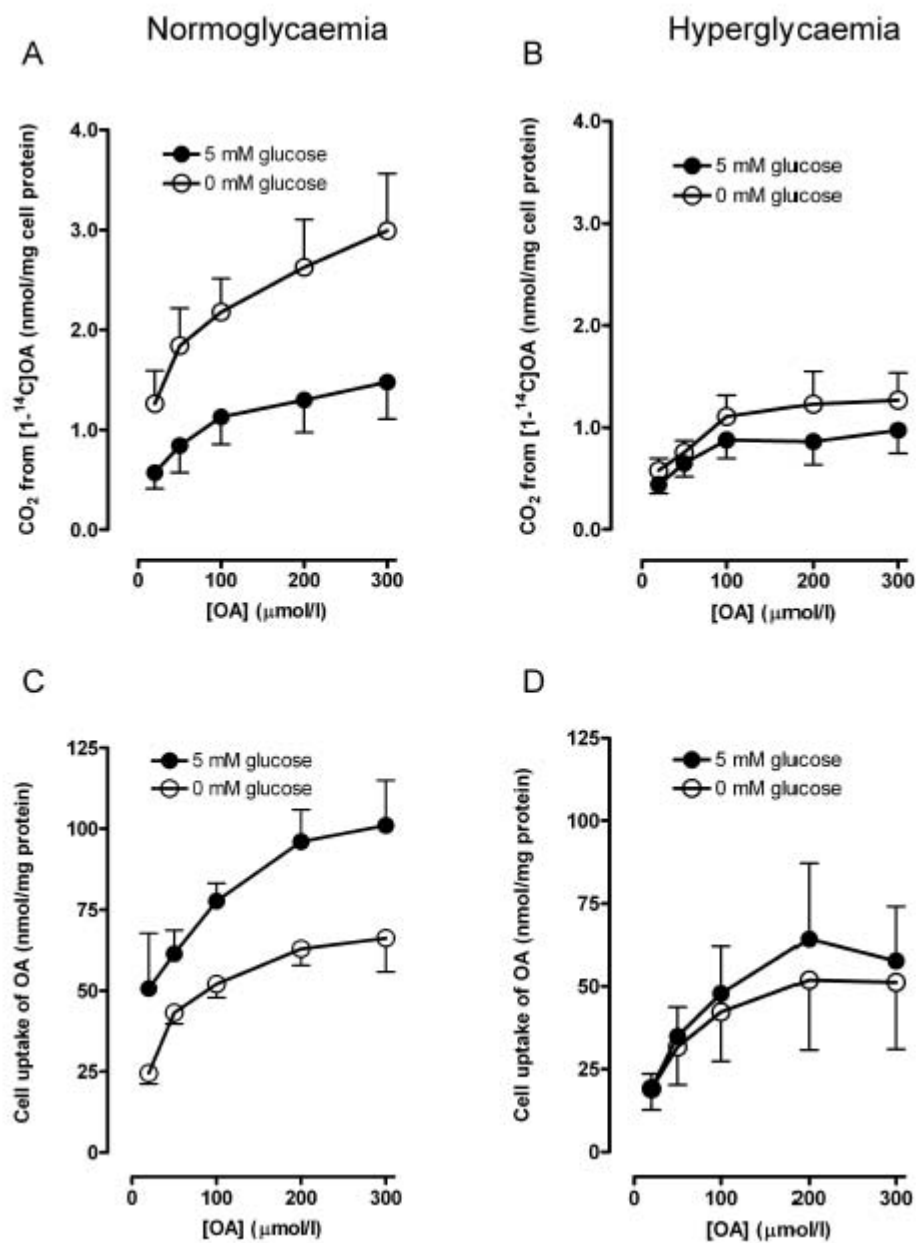 Normoglycaemia
Hyperglycaemia
A
B
CO₂ from [1-¹⁴C]OA (nmol/mg cell protein)
4.0
3.0
2.0
1.0
0.0
5 mM glucose
0 mM glucose
0
100
200
300
[OA] (μmol/l)
CO₂ from [1-¹⁴C]OA (nmol/mg cell protein)
4.0
3.0
2.0
1.0
0.0
5 mM glucose
0 mM glucose
0
100
200
300
[OA] (μmol/l)
C
D
Cell uptake of OA (nmol/mg protein)
125
100
75
50
25
0
5 mM glucose
0 mM glucose
0
100
200
300
[OA] (μmol/l)
Cell uptake of OA (nmol/mg protein)
125
100
75
50
25
0
5 mM glucose
0 mM glucose
0
100
200
300
[OA] (μmol/l)